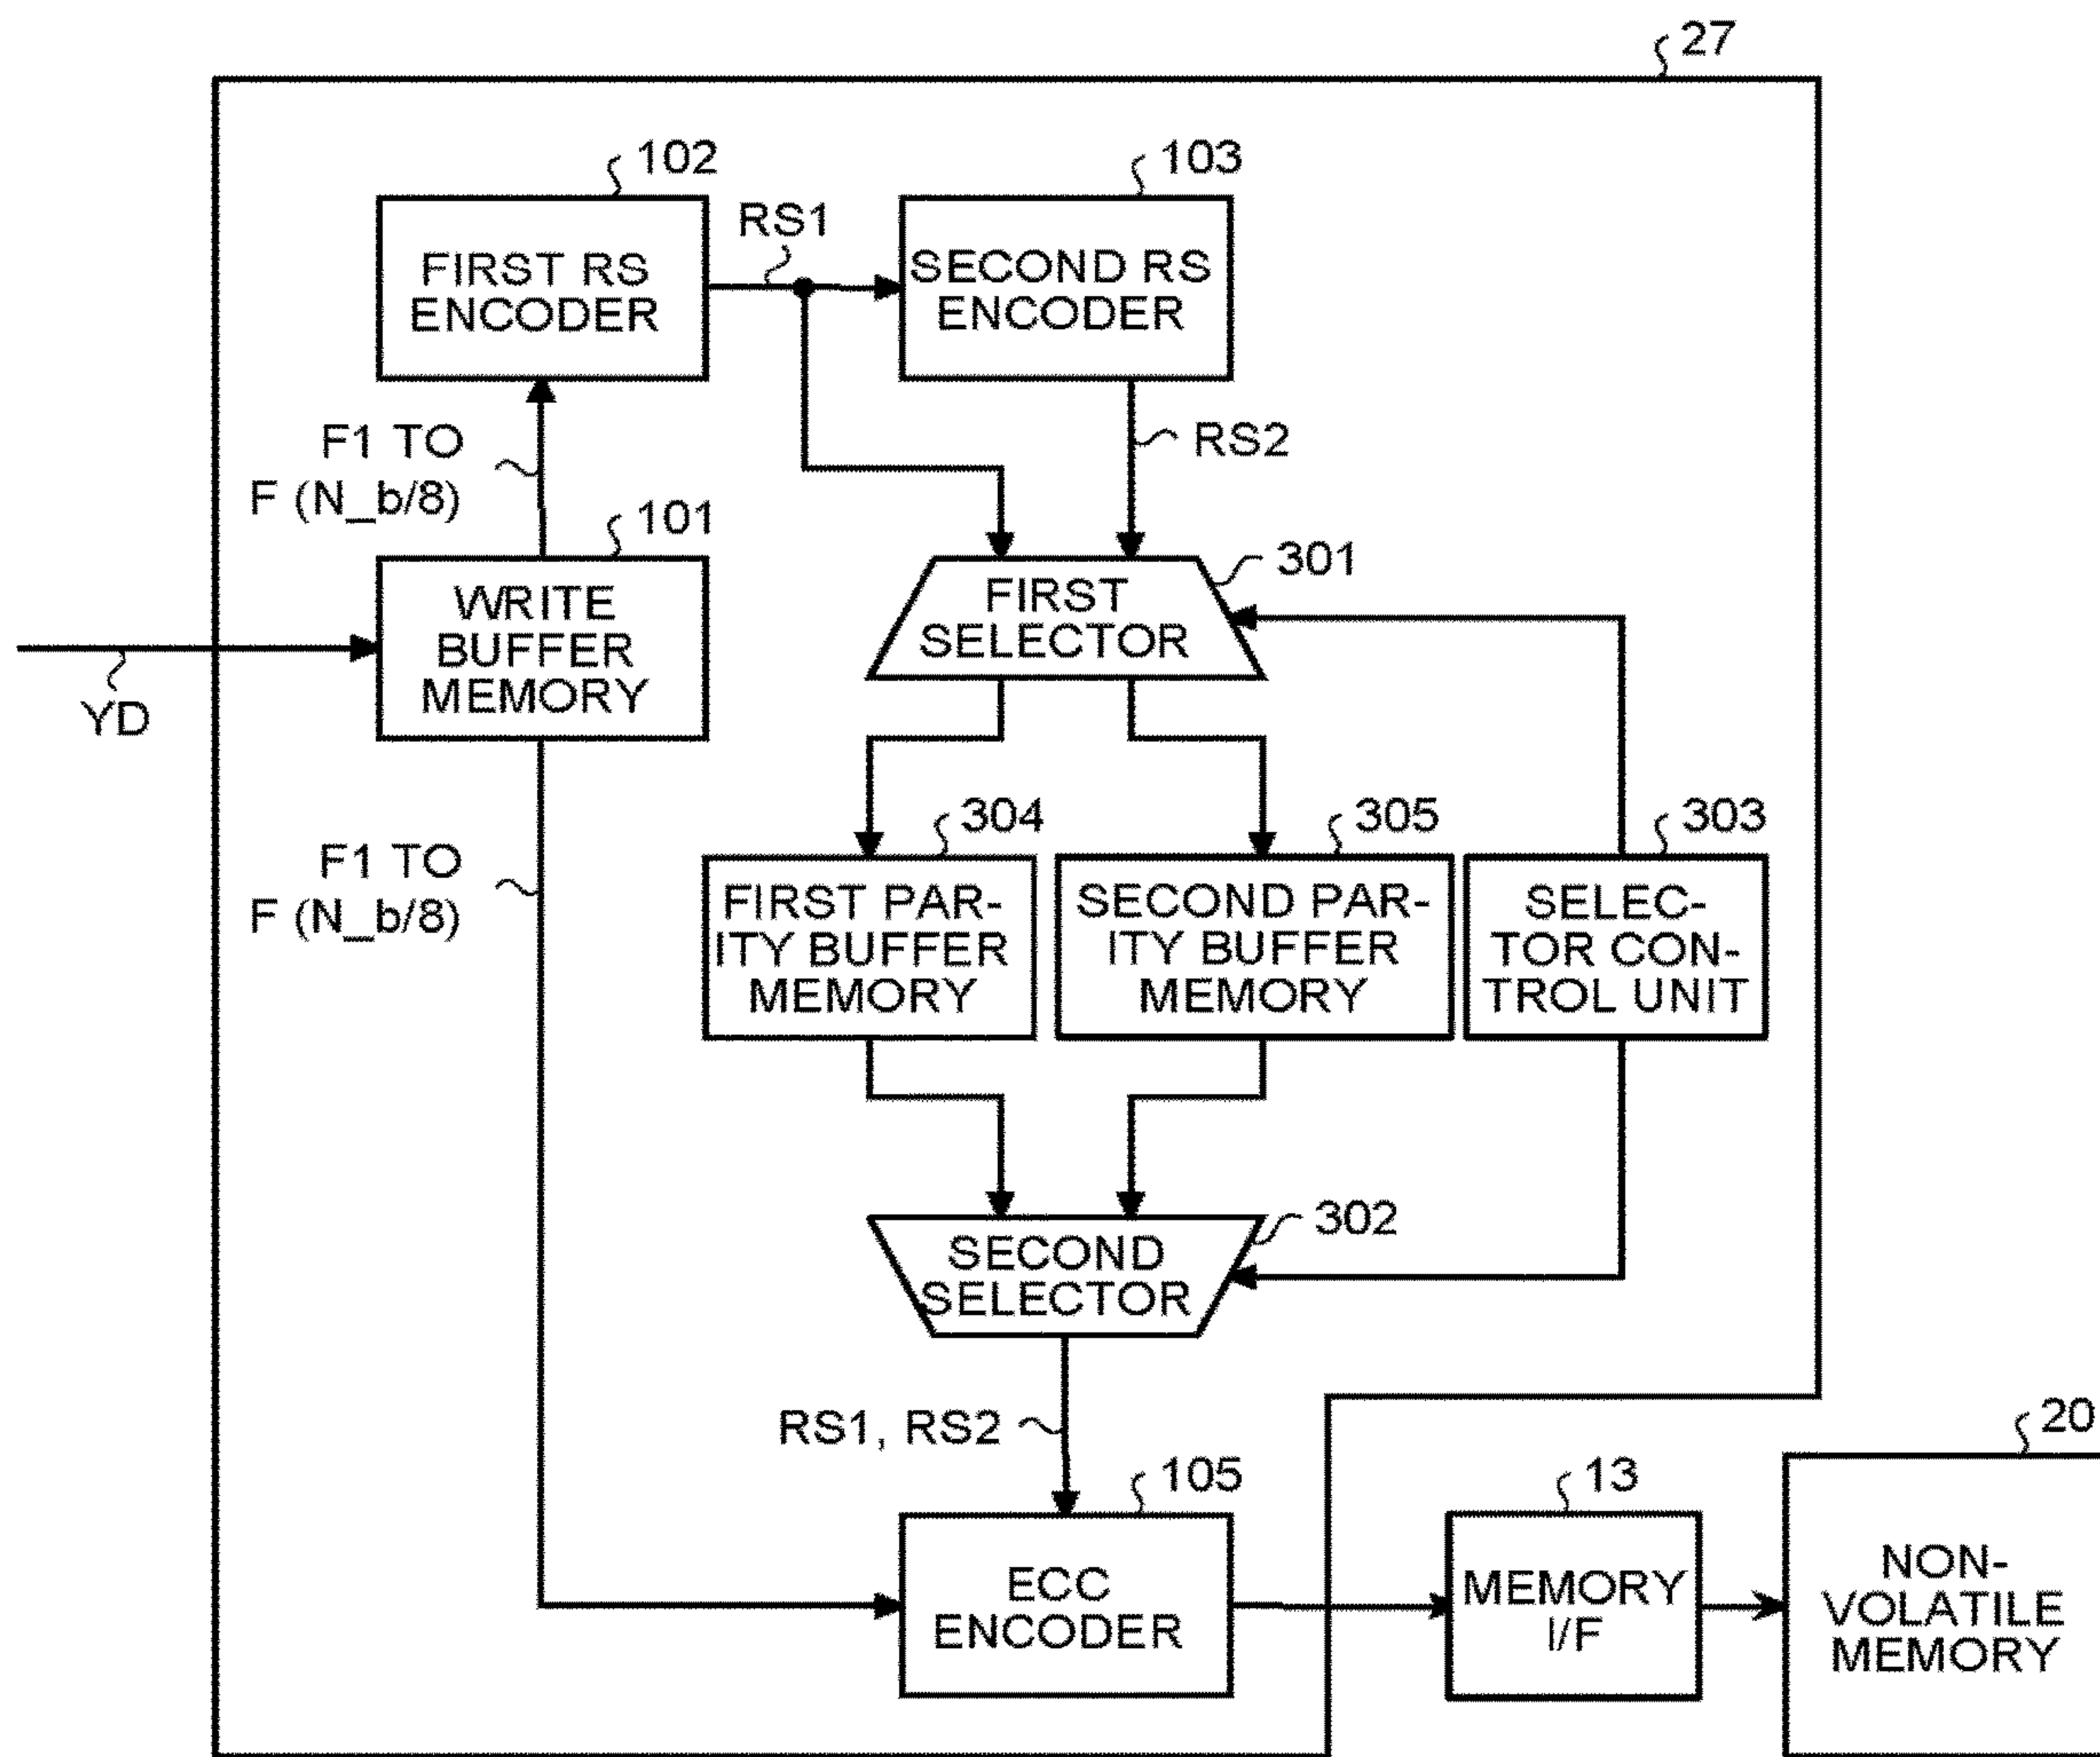 27
102
103
RS1
FIRST RS
ENCODER
SECOND RS
ENCODER
F1 TO
F (N_b/8)
RS2
101
301
WRITE
BUFFER
MEMORY
FIRST
SELECTOR
YD
304
305
303
F1 TO
F (N_b/8)
FIRST PAR-
ITY BUFFER
MEMORY
SECOND PAR-
ITY BUFFER
MEMORY
SELEC-
TOR CON-
TROL UNIT
302
SECOND
SELECTOR
RS1, RS2
20
105
13
ECC
ENCODER
MEMORY
I/F
NON-
VOLATILE
MEMORY